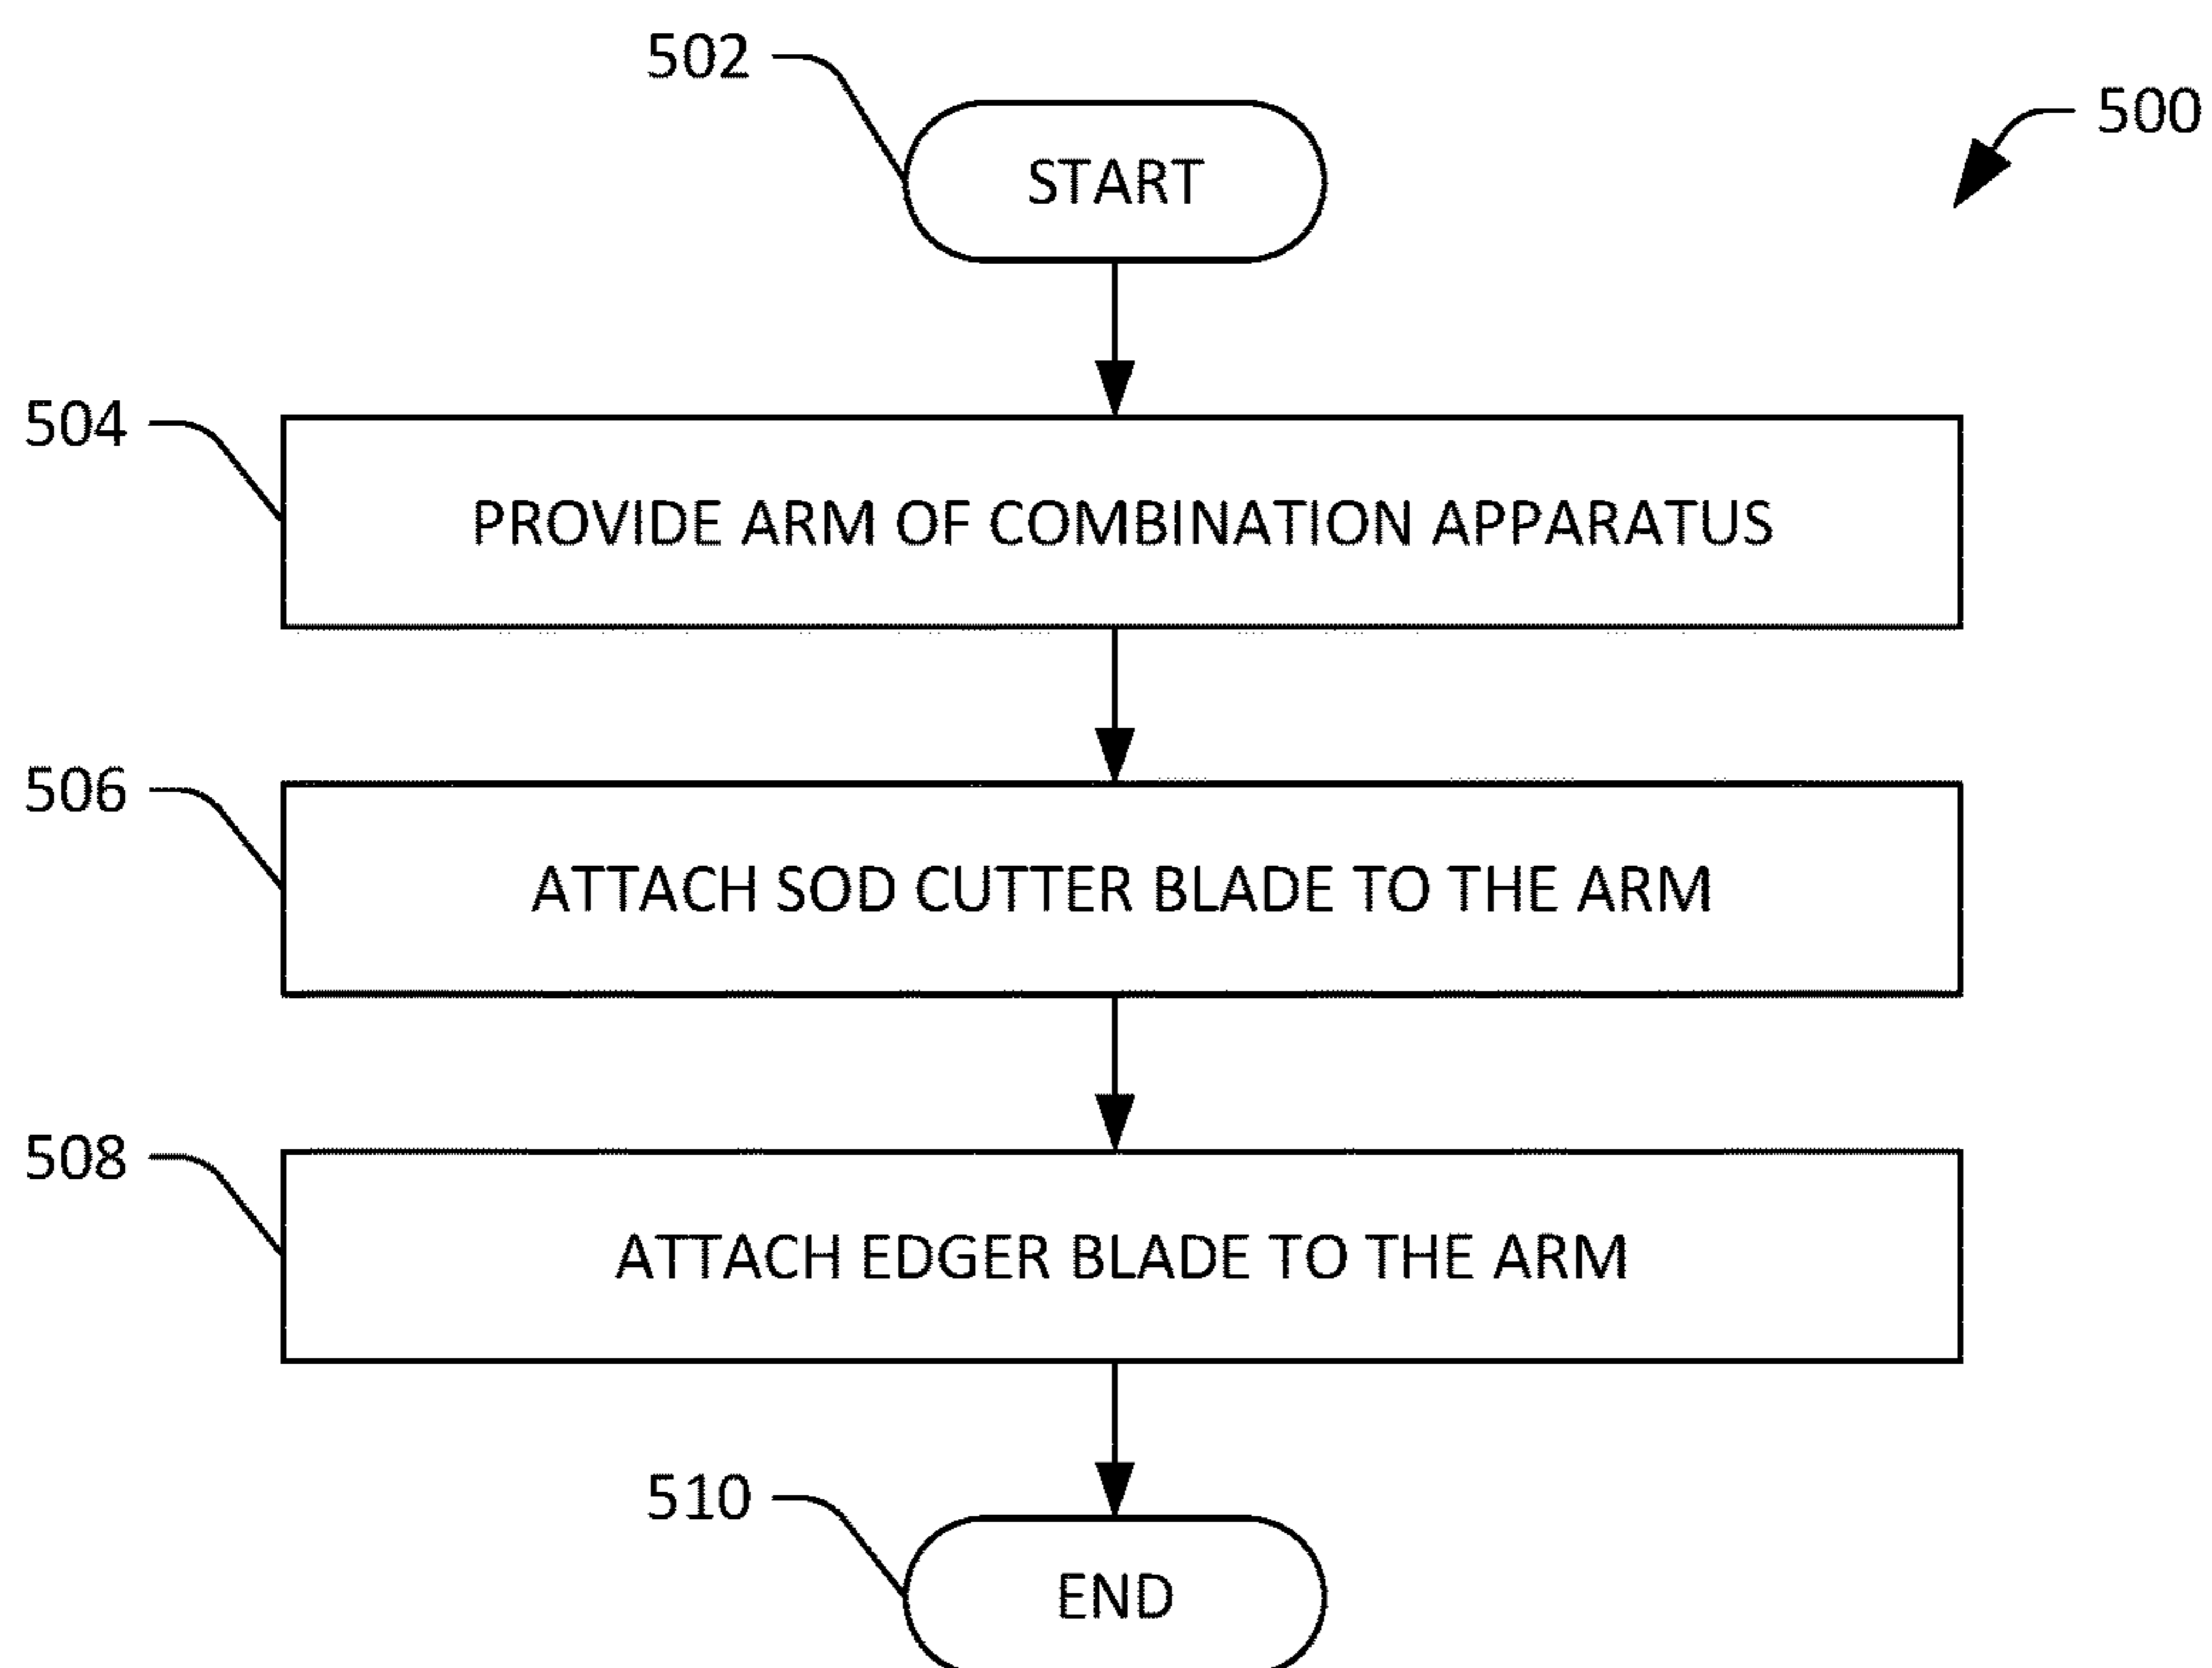 502
500
START
504
PROVIDE ARM OF COMBINATION APPARATUS
506
ATTACH SOD CUTTER BLADE TO THE ARM
508
ATTACH EDGER BLADE TO THE ARM
510
END